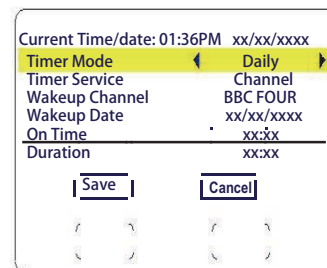 Current Time/date: 01:36PM xx/xx/xxxx
Timer Mode Daily
Timer Service Channel
Wakeup Channel BBC FOUR
Wakeup Date xx/xx/xxxx
On Time xx:xx
Duration xx:xx
Save Cancel